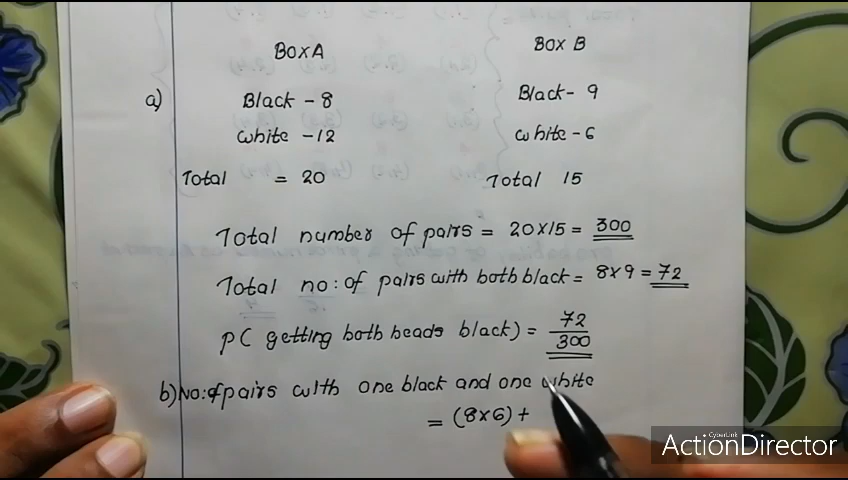 BOX A BOX B
a) Black - 8 Black - 9
white - 12 white - 6
Total = 20 Total 15
Total number of pairs = 20x15 = 300
Total no: of pairs with both black = 8x9 = 72
P( getting both beads black) = 72/300
b) No: of pairs with one black and one white
= (8x6) +
CyberLink
ActionDirector